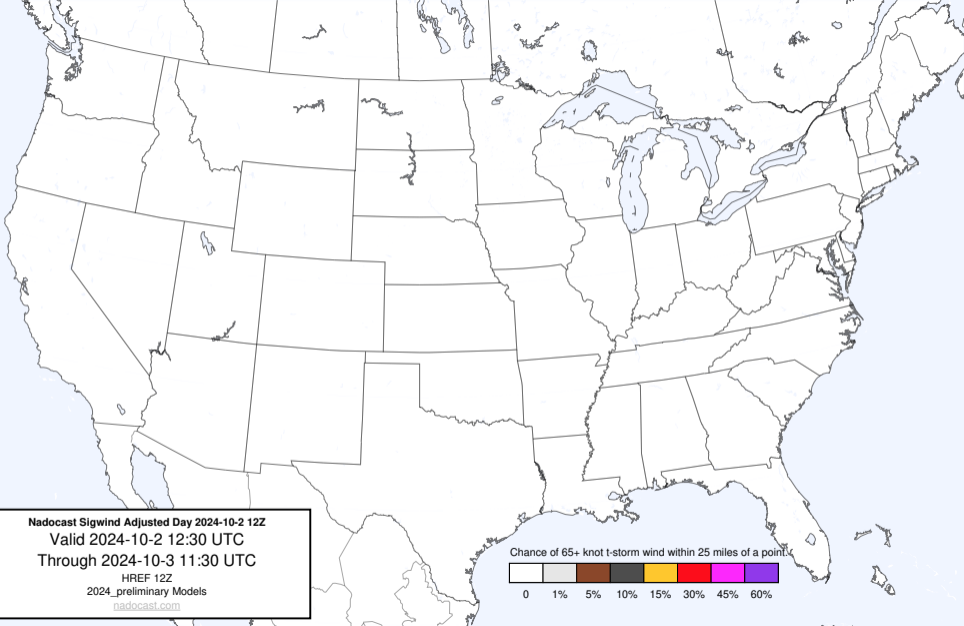 Nadocast Sigwind Adjusted Day 2024-10-2 12Z
Valid 2024-10-2 12:30 UTC
Through 2024-10-3 11:30 UTC
HREF 12Z
2024_preliminary Models
nadocast.com
Chance of 65+ knot t-storm wind within 25 miles of a point.
0 1% 5% 10% 15% 30% 45% 60%